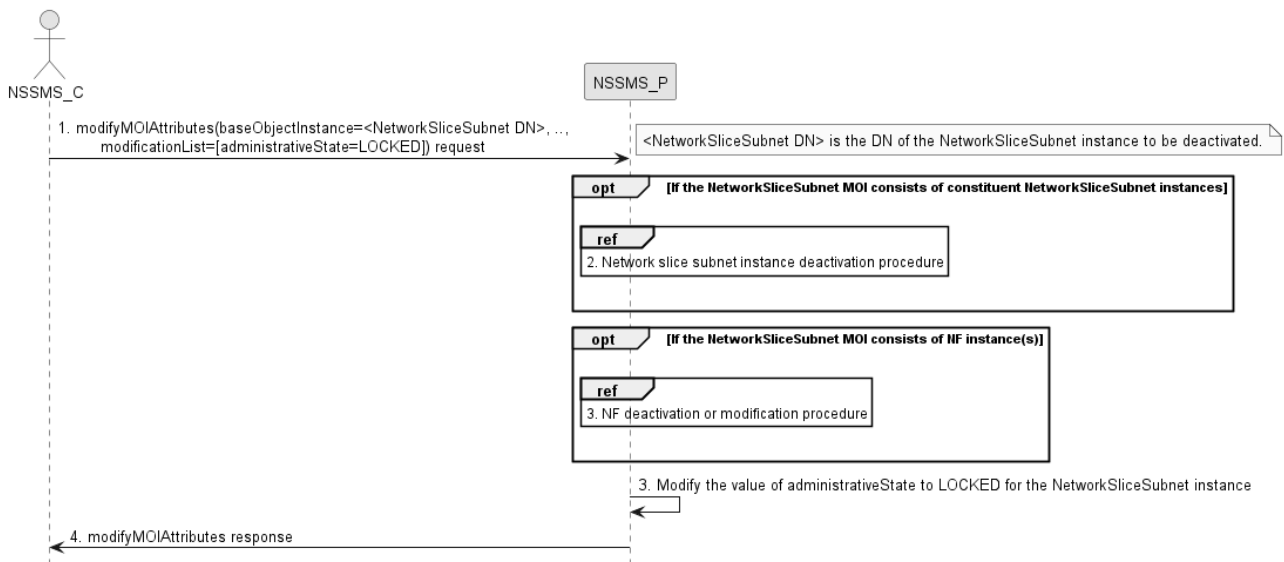 NSSMS_C
NSSMS_P
1. modifyMOIAttributes(baseObjectInstance=<NetworkSliceSubnet DN>, ..,
modificationList=[administrativeState=LOCKED]) request
<NetworkSliceSubnet DN> is the DN of the NetworkSliceSubnet instance to be deactivated.
opt [If the NetworkSliceSubnet MOI consists of constituent NetworkSliceSubnet instances]
ref
2. Network slice subnet instance deactivation procedure
opt [If the NetworkSliceSubnet MOI consists of NF instance(s)]
ref
3. NF deactivation or modification procedure
3. Modify the value of administrativeState to LOCKED for the NetworkSliceSubnet instance
4. modifyMOIAttributes response